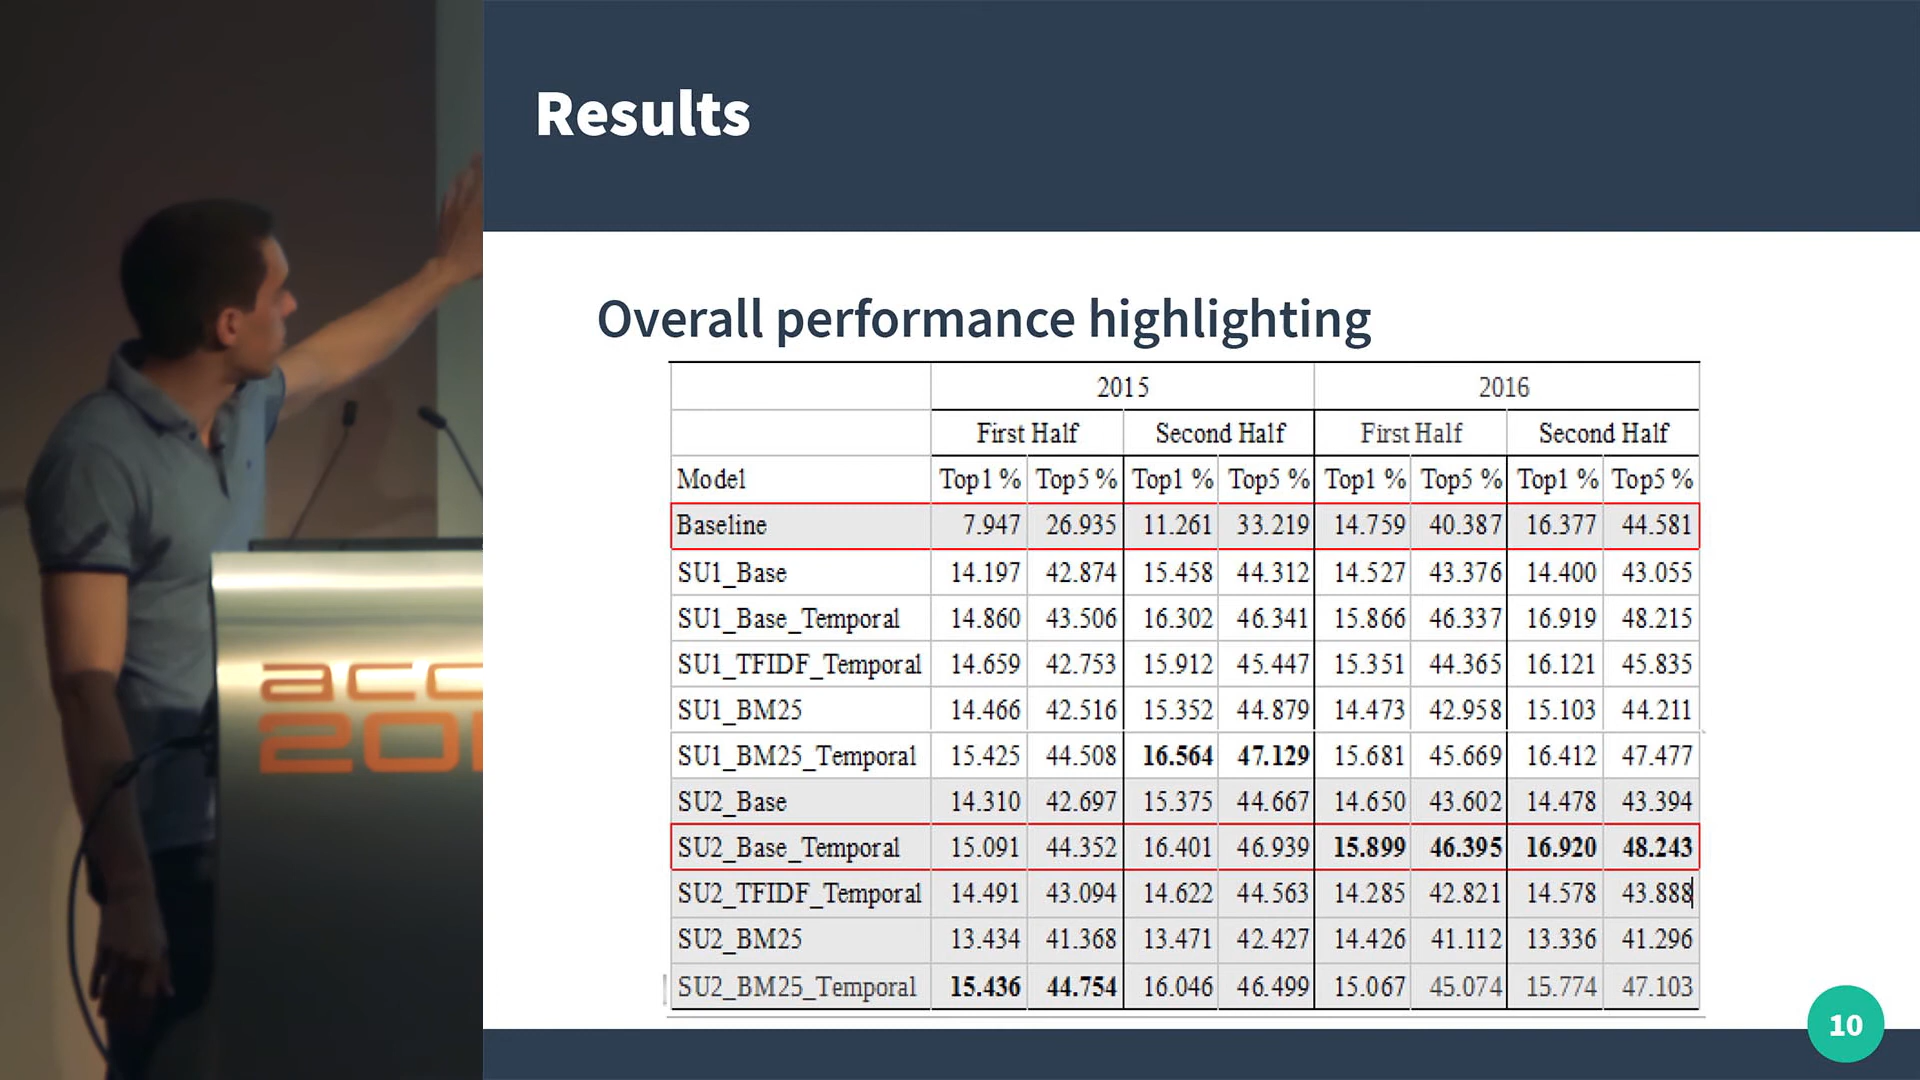 Results
Overall performance highlighting
2015 2016
First Half Second Half First Half Second Half
Model Top1 % Top5 % Top1 % Top5 % Top1 % Top5 % Top1 % Top5 %
Baseline 7.947 26.935 11.261 33.219 14.759 40.387 16.377 44.581
SU1_Base 14.197 42.874 15.458 44.312 14.527 43.376 14.400 43.055
SU1_Base_Temporal 14.860 43.506 16.302 46.341 15.866 46.337 16.919 48.215
SU1_TFIDF_Temporal 14.659 42.753 15.912 45.447 15.351 44.365 16.121 45.835
SU1_BM25 14.466 42.516 15.352 44.879 14.473 42.958 15.103 44.211
SU1_BM25_Temporal 15.425 44.508 16.564 47.129 15.681 45.669 16.412 47.477
SU2_Base 14.310 42.697 15.375 44.667 14.650 43.602 14.478 43.394
SU2_Base_Temporal 15.091 44.352 16.401 46.939 15.899 46.395 16.920 48.243
SU2_TFIDF_Temporal 14.491 43.094 14.622 44.563 14.285 42.821 14.578 43.888
SU2_BM25 13.434 41.368 13.471 42.427 14.426 41.112 13.336 41.296
SU2_BM25_Temporal 15.436 44.754 16.046 46.499 15.067 45.074 15.774 47.103
10